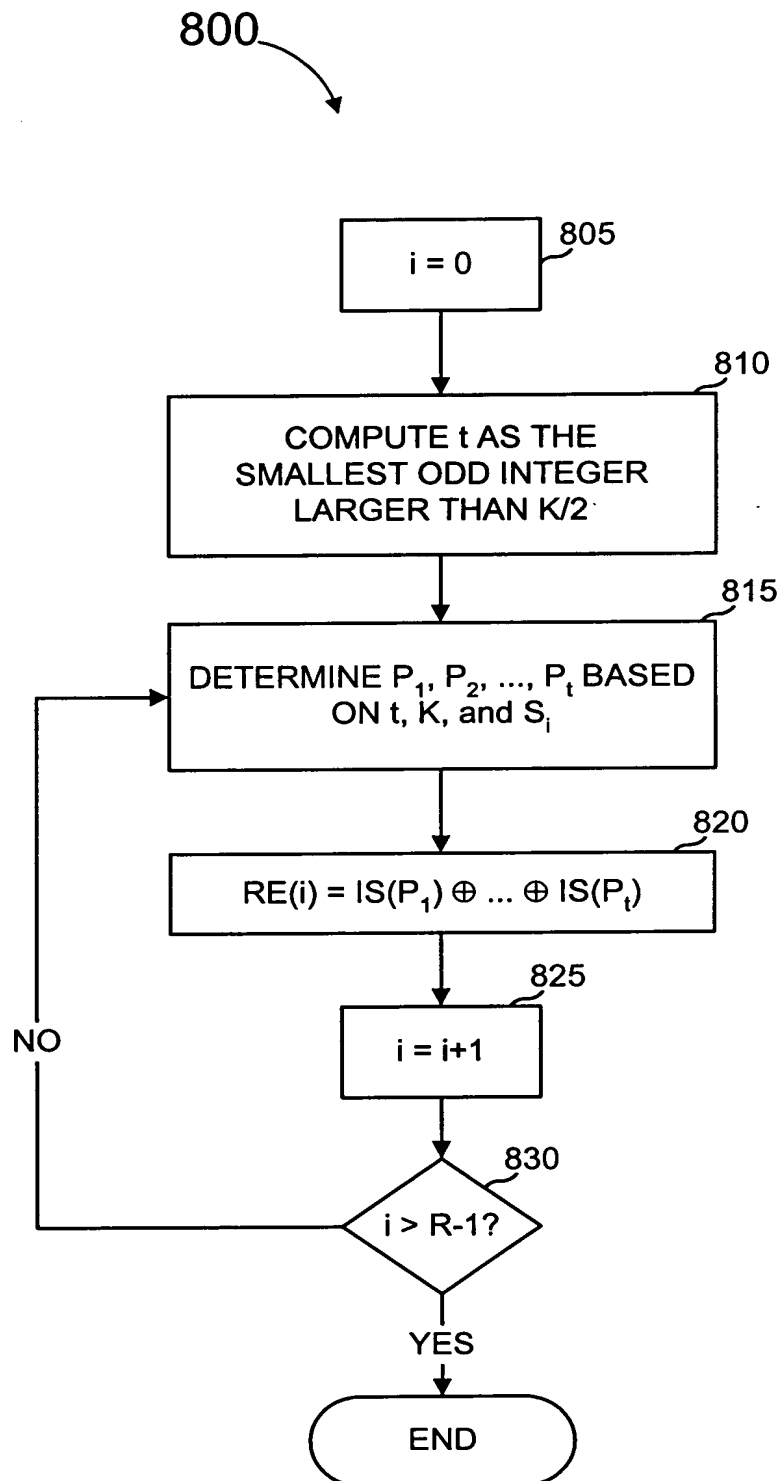 800
805
i = 0
810
COMPUTE t AS THE
SMALLEST ODD INTEGER
LARGER THAN K/2
815
DETERMINE P₁, P₂, ..., Pₜ BASED
ON t, K, and Sᵢ
820
RE(i) = IS(P₁) ⊕ ... ⊕ IS(Pₜ)
825
i = i+1
NO
830
i > R-1?
YES
END